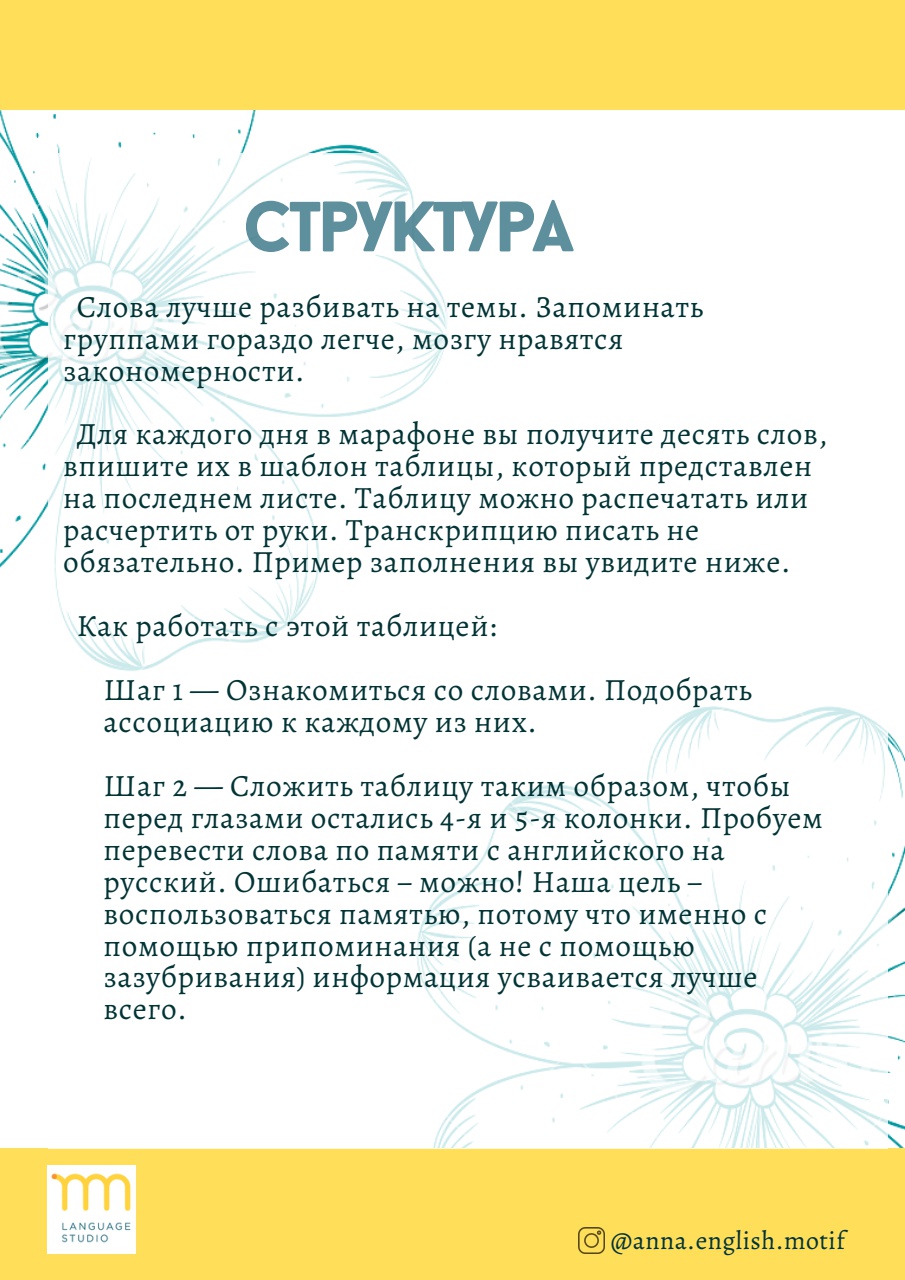 СТРУКТУРА
Слова лучше разбивать на темы. Запоминать
группами гораздо легче, мозгу нравятся
закономерности.
Для каждого дня в марафоне вы получите десять слов,
впишите их в шаблон таблицы, который представлен
на последнем листе. Таблицу можно распечатать или
расчертить от руки. Транскрипцию писать не
обязательно. Пример заполнения вы увидите ниже.
Как работать с этой таблицей:
Шаг 1 — Ознакомиться со словами. Подобрать
ассоциацию к каждому из них.
Шаг 2 — Сложить таблицу таким образом, чтобы
перед глазами остались 4-я и 5-я колонки. Пробуем
перевести слова по памяти с английского на
русский. Ошибаться – можно! Наша цель –
воспользоваться памятью, потому что именно с
помощью припоминания (а не с помощью
зазубривания) информация усваивается лучше
всего.
LANGUAGE
STUDIO
@anna.english.motif